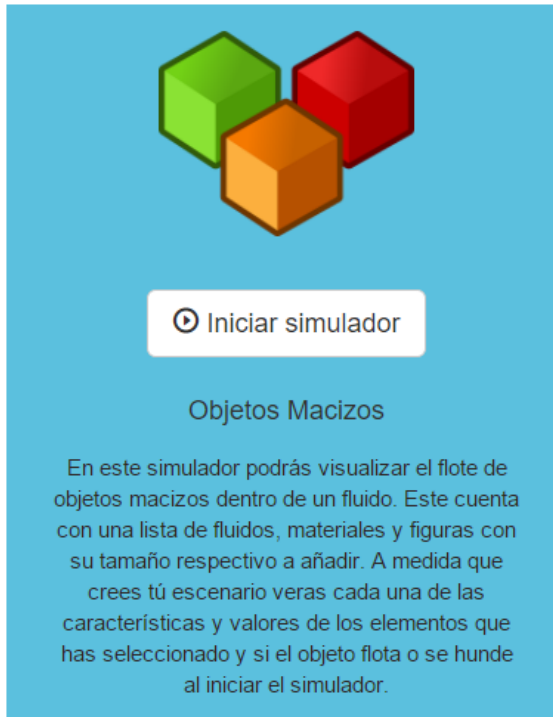 Iniciar simulador
Objetos Macizos
En este simulador podrás visualizar el flote de
objetos macizos dentro de un fluido. Este cuenta
con una lista de fluidos, materiales y figuras con
su tamaño respectivo a añadir. A medida que
crees tú escenario veras cada una de las
características y valores de los elementos que
has seleccionado y si el objeto flota o se hunde
al iniciar el simulador.